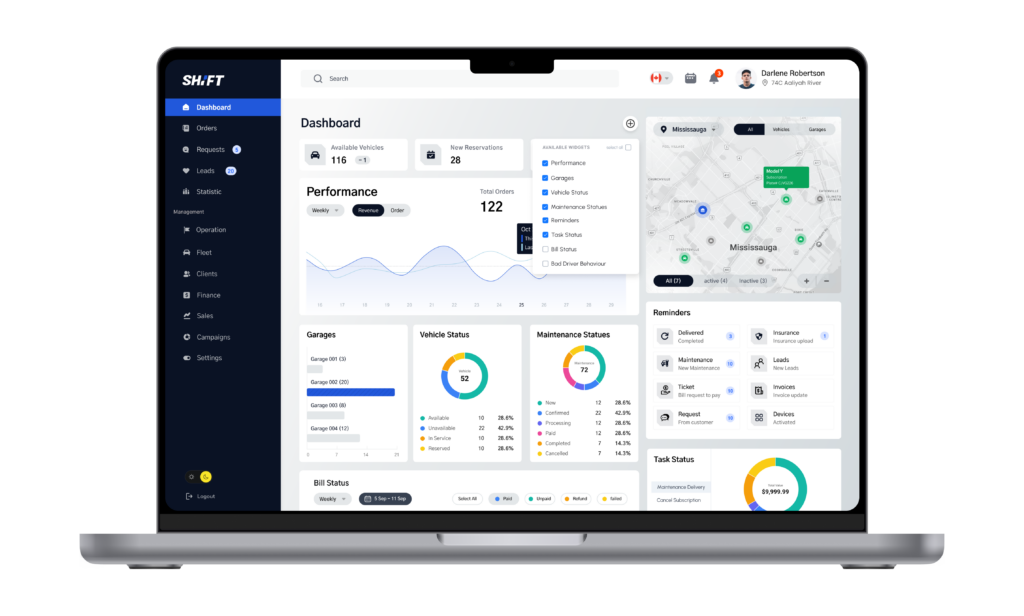 SHIFT
Dashboard
Orders
Requests 5
Leads 20
Statistic
Management
Operation
Fleet
Clients
Finance
Sales
Campaigns
Settings
Logout
Search
3
Darlene Robertson
74C Aaliyah River
Dashboard
Available Vehicles
116
New Reservations
28
AVAILABLE WIDGETS
Performance
Garages
Vehicle Status
Maintenance Statues
Reminders
Task Status
Bill Status
Bad Driver Behaviour
Performance
Total Orders
122
Weekly
Revenue
Order
Oct
16 17 18 19 20 21 22 23 24 25 26 27 28 29
Garages
Garage 001 (3)
Garage 002 (20)
Garage 003 (8)
Garage 004 (12)
0 7 14 21
Vehicle Status
52
Available 10 28.6%
Unavailable 22 42.9%
In Service 10 28.8%
Reserved 10 28.8%
Maintenance Statues
72
New 12 28.6%
Confirmed 22 42.9%
Processing 12 28.6%
Paid 12 28.6%
Completed 7 14.3%
Cancelled 7 14.3%
Bill Status
Weekly
5 Sep - 11 Sep
Select All
Paid
Unpaid
Refund
Salad
Mississauga
All
Vehicles
Garages
Model Y
Mississauga
All (7)
active (4)
Inactive (3)
+ −
Reminders
Delivered
Completed
Insurance
Insurance upload
1
Maintenance
New Maintenance
10
Leads
New Leads
Ticket
Bill request to pay
10
Invoices
Invoice update
Request
From customer
10
Devices
Activated
Task Status
Maintenance Delivery
Cancel Subscription
$9,999.99